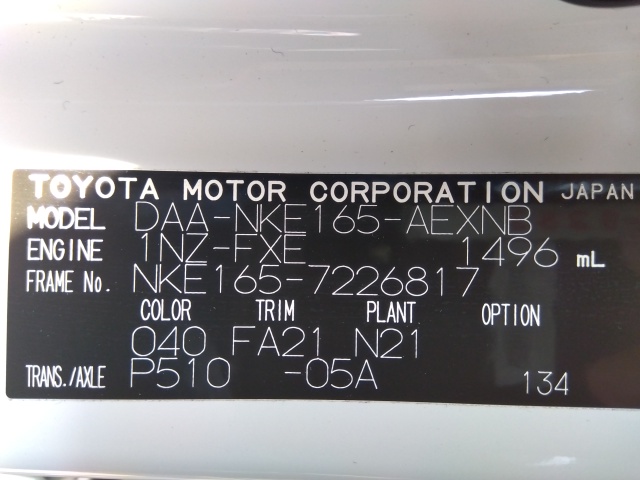 TOYOTA MOTOR CORPORATION JAPAN
MODEL DAA-NKE165-AEXNB
ENGINE 1NZ-FXE 1496 mL
FRAME No. NKE165-7226817
COLOR TRIM PLANT OPTION
040 FA21 N21
TRANS./AXLE P510 -05A 134